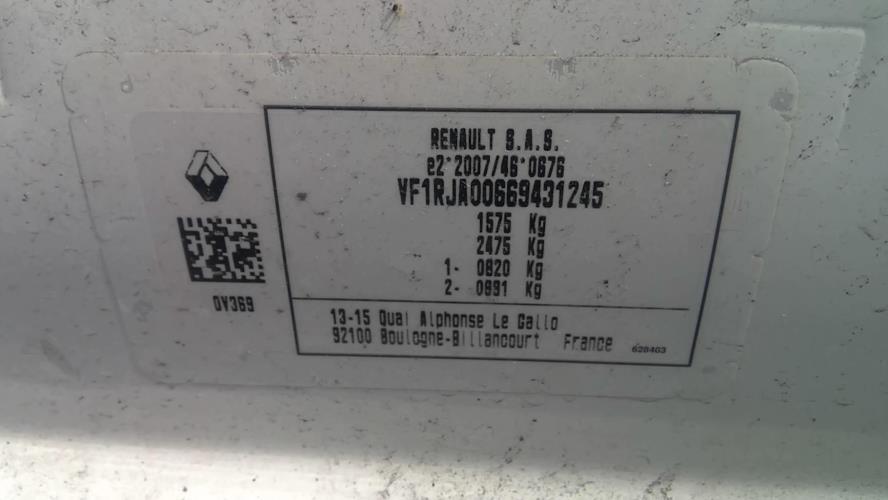 RENAULT S.A.S.
e2*2007/46*0676
VF1RJA00669431245
1575 Kg
2475 Kg
1- 0820 Kg
2- 0891 Kg
0V369
13-15 Quai Alphonse Le Gallo
92100 Boulogne-Billancourt France
628403